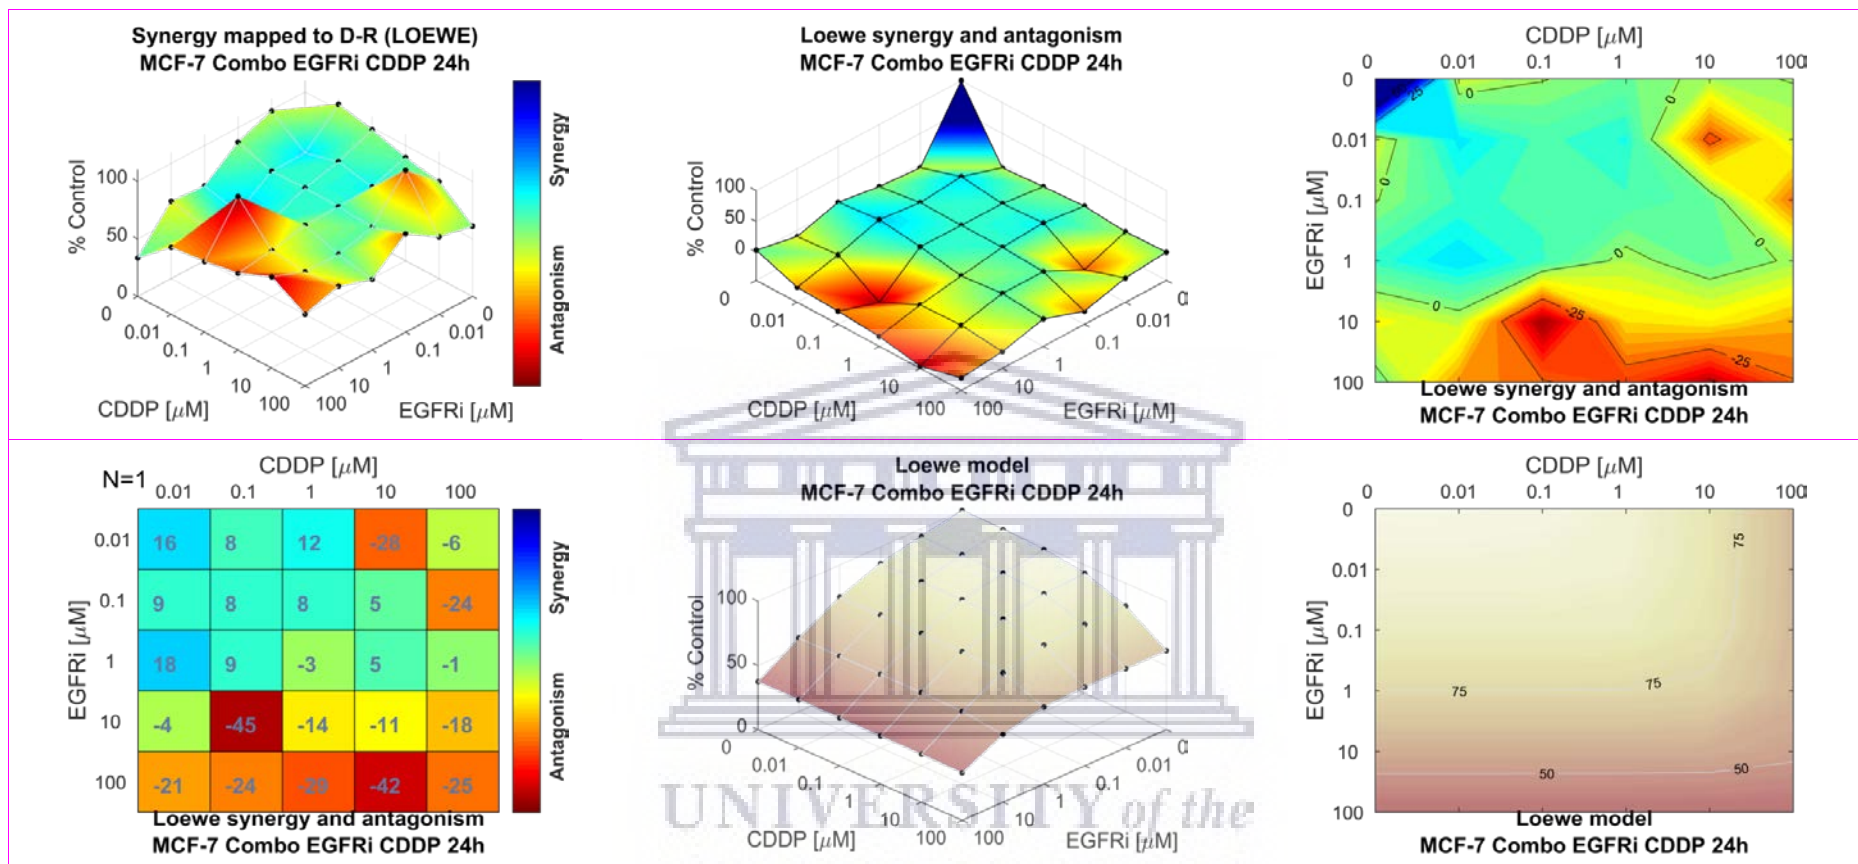 Synergy mapped to D-R (LOEWE)
MCF-7 Combo EGFRi CDDP 24h
% Control
100
50
0
0
0.01
0.1
1
10
100
CDDP [μM]
100
10
1
0.1
0.01
0
EGFRi [μM]
Synergy
Antagonism
Loewe synergy and antagonism
MCF-7 Combo EGFRi CDDP 24h
% Control
100
50
0
0
0.01
0.1
1
10
100
CDDP [μM]
100
10
1
0.1
0.01
0
EGFRi [μM]
CDDP [μM]
0 0.01 0.1 1 10 100
EGFRi [μM]
0
0.01
0.1
1
10
100
25
0
0
0
0
0
0
-25
-25
Loewe synergy and antagonism
MCF-7 Combo EGFRi CDDP 24h
N=1
CDDP [μM]
0.01 0.1 1 10 100
EGFRi [μM]
0.01 16 8 12 -28 -6
0.1 9 8 8 5 -24
1 18 9 -3 5 -1
10 -4 -45 -14 -11 -18
100 -21 -24 -29 -42 -25
Synergy
Antagonism
Loewe synergy and antagonism
MCF-7 Combo EGFRi CDDP 24h
Loewe model
MCF-7 Combo EGFRi CDDP 24h
% Control
100
50
0
0
0.01
0.1
1
10
100
CDDP [μM]
100
10
1
0.1
0.01
0
EGFRi [μM]
UNIVERSITY of the
CDDP [μM]
0 0.01 0.1 1 10 100
EGFRi [μM]
0
0.01
0.1
1
10
100
75
75
75
50
50
Loewe model
MCF-7 Combo EGFRi CDDP 24h